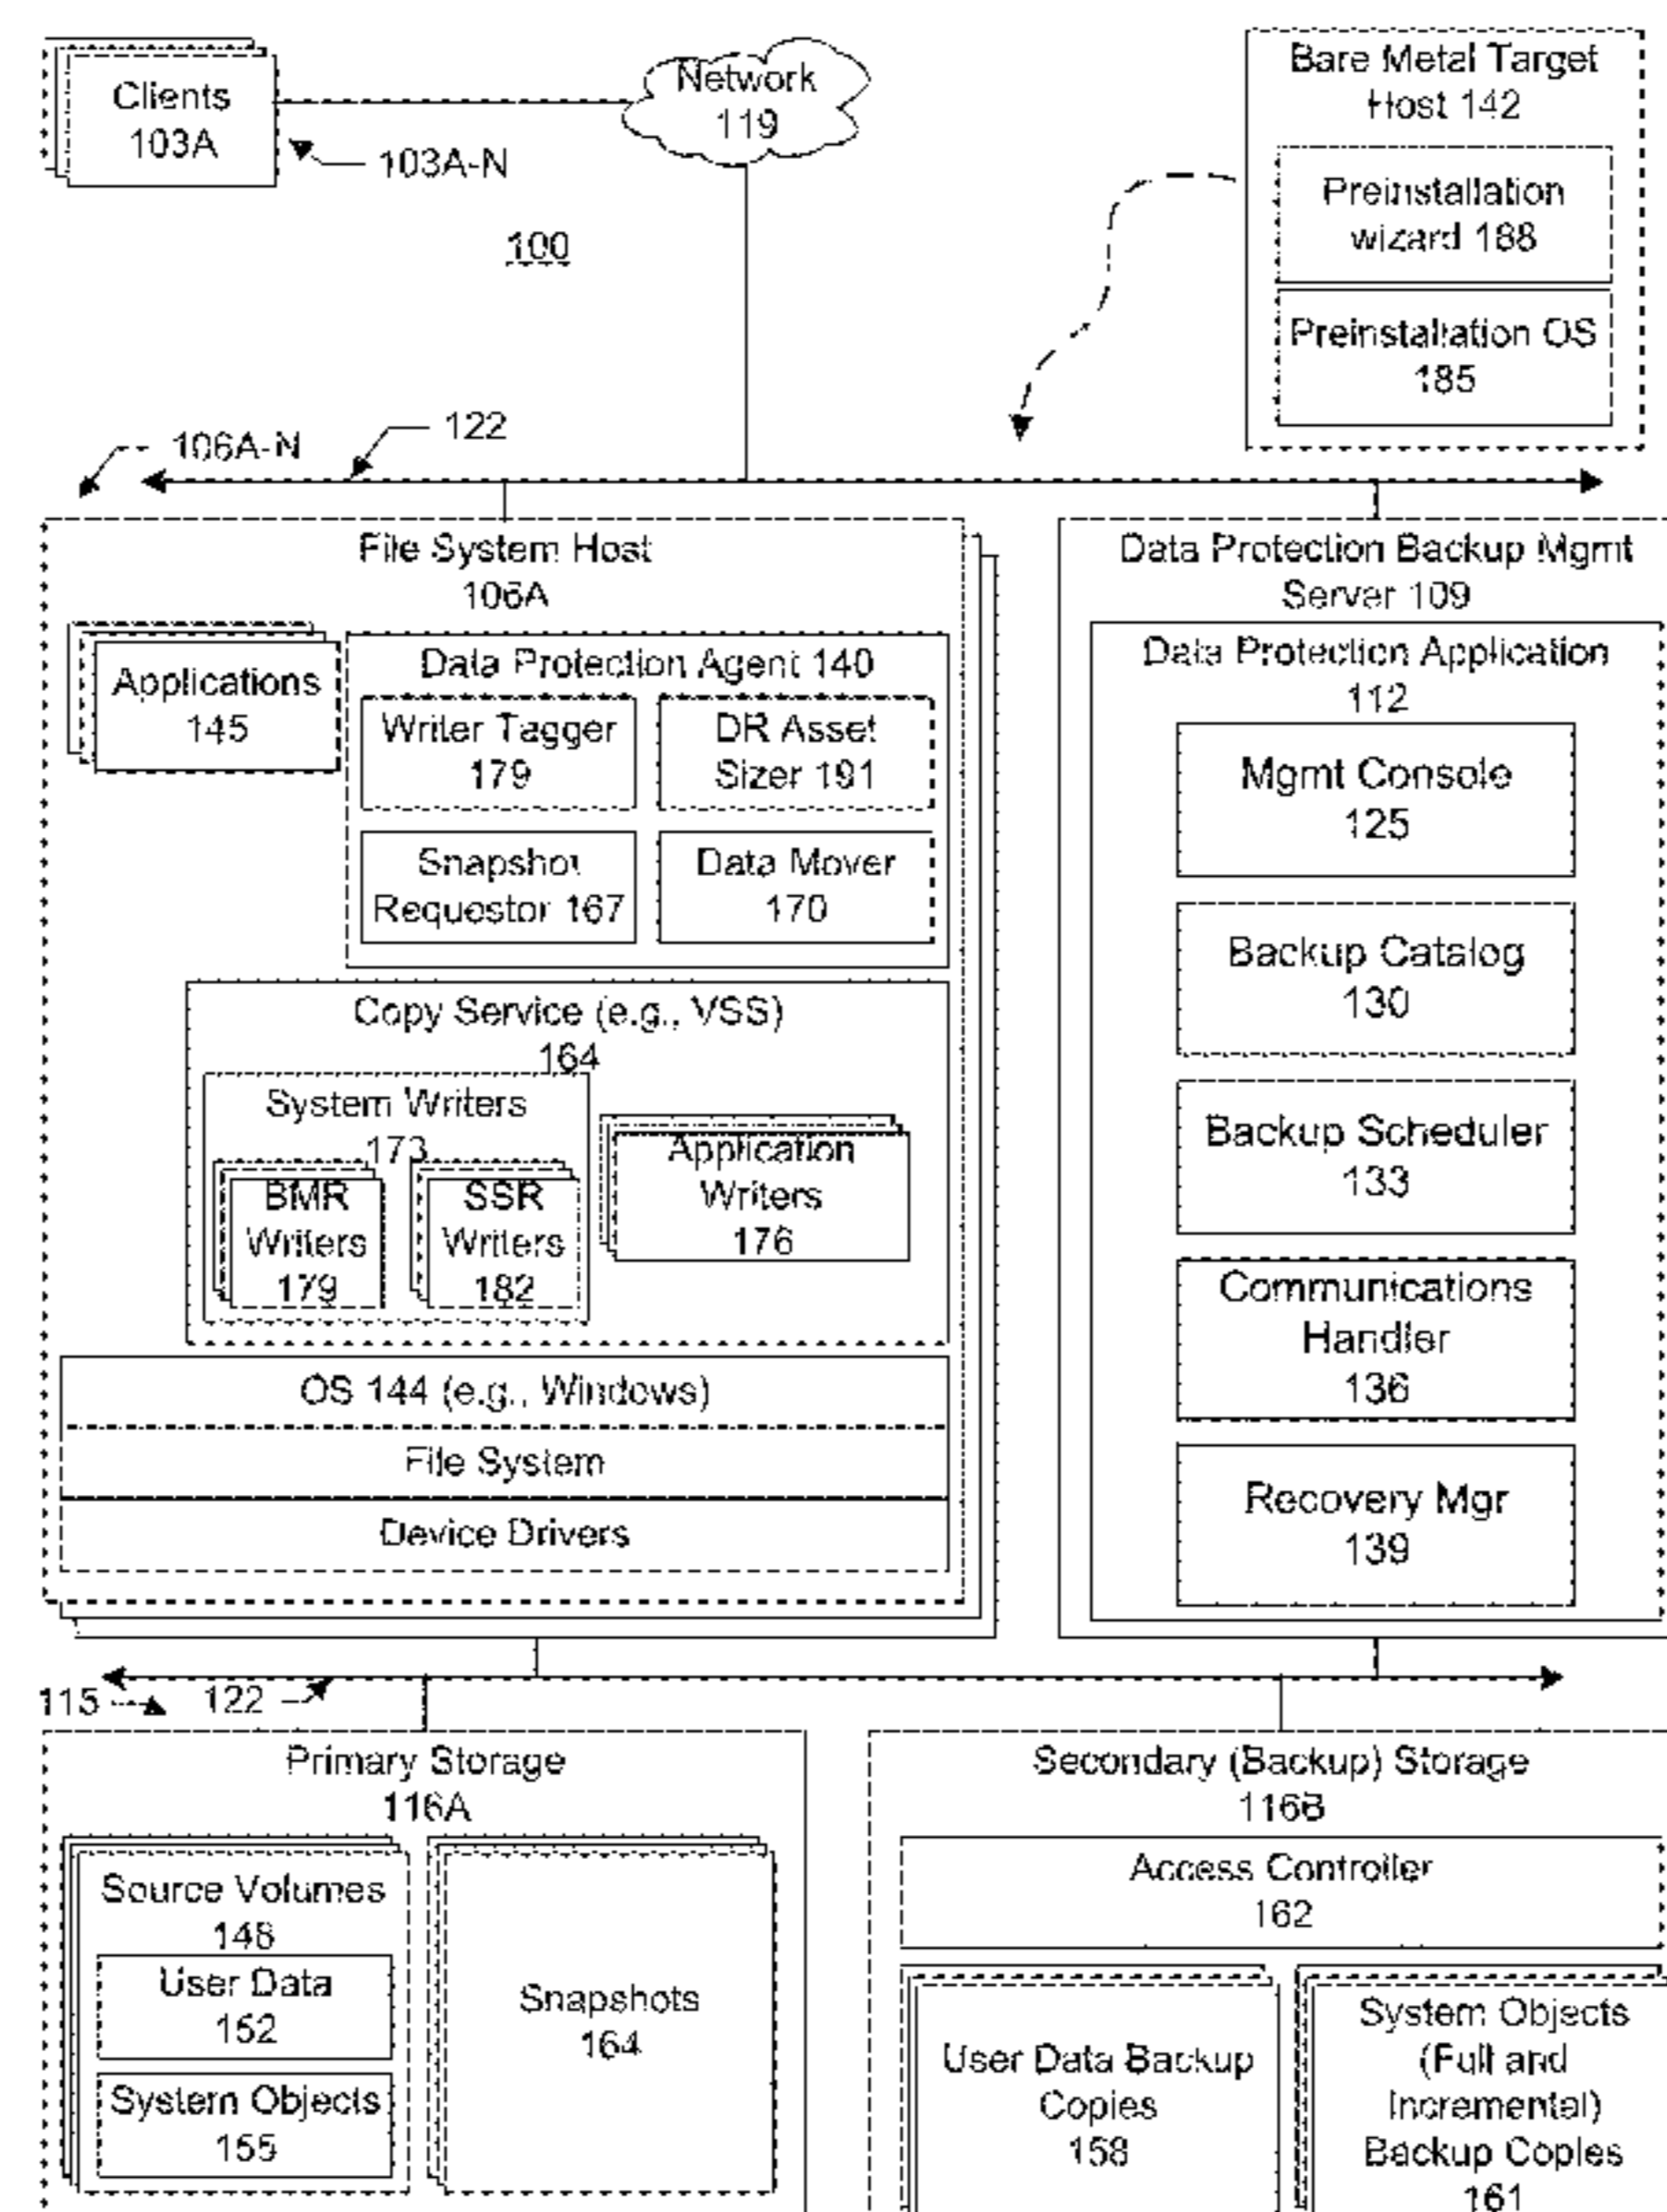 Clients
103A
103A-N
Network
119
100
Bare Metal Target
Host 142
Preinstallation
wizard 188
Preinstallation OS
185
106A-N
122
File System Host
106A
Applications
145
Data Protection Agent 140
Writer Tagger
179
DR Asset
Sizer 191
Snapshot
Requestor 167
Data Mover
170
Copy Service (e.g., VSS)
164
System Writers
173
BMR
Writers
179
SSR
Writers
182
Application
Writers
176
OS 144 (e.g., Windows)
File System
Device Drivers
Data Protection Backup Mgmt
Server 109
Data Protection Application
112
Mgmt Console
125
Backup Catalog
130
Backup Scheduler
133
Communications
Handler
136
Recovery Mgr
139
115
122
Primary Storage
116A
Source Volumes
148
User Data
152
System Objects
155
Snapshots
164
Secondary (Backup) Storage
116B
Access Controller
162
User Data Backup
Copies
158
System Objects
(Full and
Incremental)
Backup Copies
161